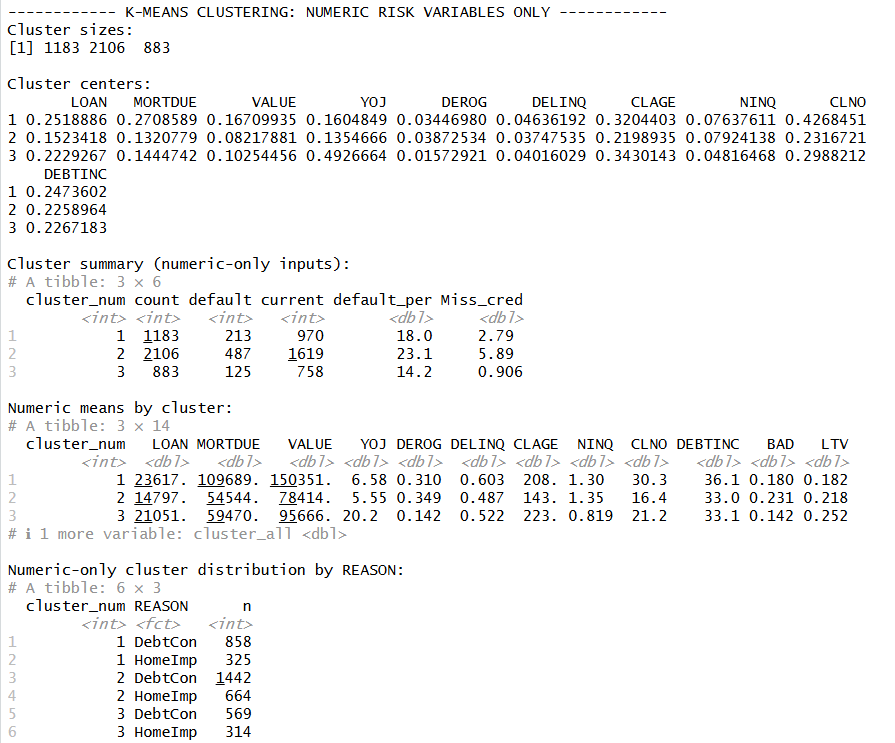 ------------ K-MEANS CLUSTERING: NUMERIC RISK VARIABLES ONLY ------------
Cluster sizes:
[1] 1183 2106  883

Cluster centers:
       LOAN   MORTDUE      VALUE       YOJ      DEROG     DELINQ     CLAGE       NINQ      CLNO
1 0.2518886 0.2708589 0.16709935 0.1604849 0.03446980 0.04636192 0.3204403 0.07637611 0.4268451
2 0.1523418 0.1320779 0.08217881 0.1354666 0.03872534 0.03747535 0.2198935 0.07924138 0.2316721
3 0.2229267 0.1444742 0.10254456 0.4926664 0.01572921 0.04016029 0.3430143 0.04816468 0.2988212
    DEBTINC
1 0.2473602
2 0.2258964
3 0.2267183

Cluster summary (numeric-only inputs):
# A tibble: 3 × 6
  cluster_num count default current default_per Miss_cred
        <int> <int>   <int>   <int>       <dbl>     <dbl>
1           1  1183     213     970        18.0     2.79
2           2  2106     487    1619        23.1     5.89
3           3   883     125     758        14.2     0.906

Numeric means by cluster:
# A tibble: 3 × 14
  cluster_num   LOAN MORTDUE   VALUE   YOJ DEROG DELINQ CLAGE  NINQ  CLNO DEBTINC   BAD   LTV
        <int>  <dbl>   <dbl>   <dbl> <dbl> <dbl>  <dbl> <dbl> <dbl> <dbl>   <dbl> <dbl> <dbl>
1           1 23617. 109689. 150351.  6.58 0.310  0.603  208. 1.30   30.3    36.1 0.180 0.182
2           2 14797.  54544.  78414.  5.55 0.349  0.487  143. 1.35   16.4    33.0 0.231 0.218
3           3 21051.  59470.  95666. 20.2  0.142  0.522  223. 0.819  21.2    33.1 0.142 0.252
# ℹ 1 more variable: cluster_all <dbl>

Numeric-only cluster distribution by REASON:
# A tibble: 6 × 3
  cluster_num REASON      n
        <int> <fct>   <int>
1           1 DebtCon   858
2           1 HomeImp   325
3           2 DebtCon  1442
4           2 HomeImp   664
5           3 DebtCon   569
6           3 HomeImp   314